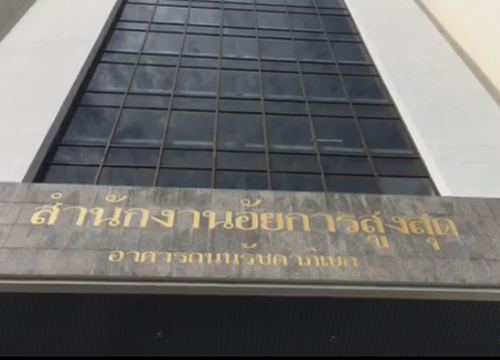 สำนักงานอัยการสูงสุด
อาคารถนนรัชดาภิเษก